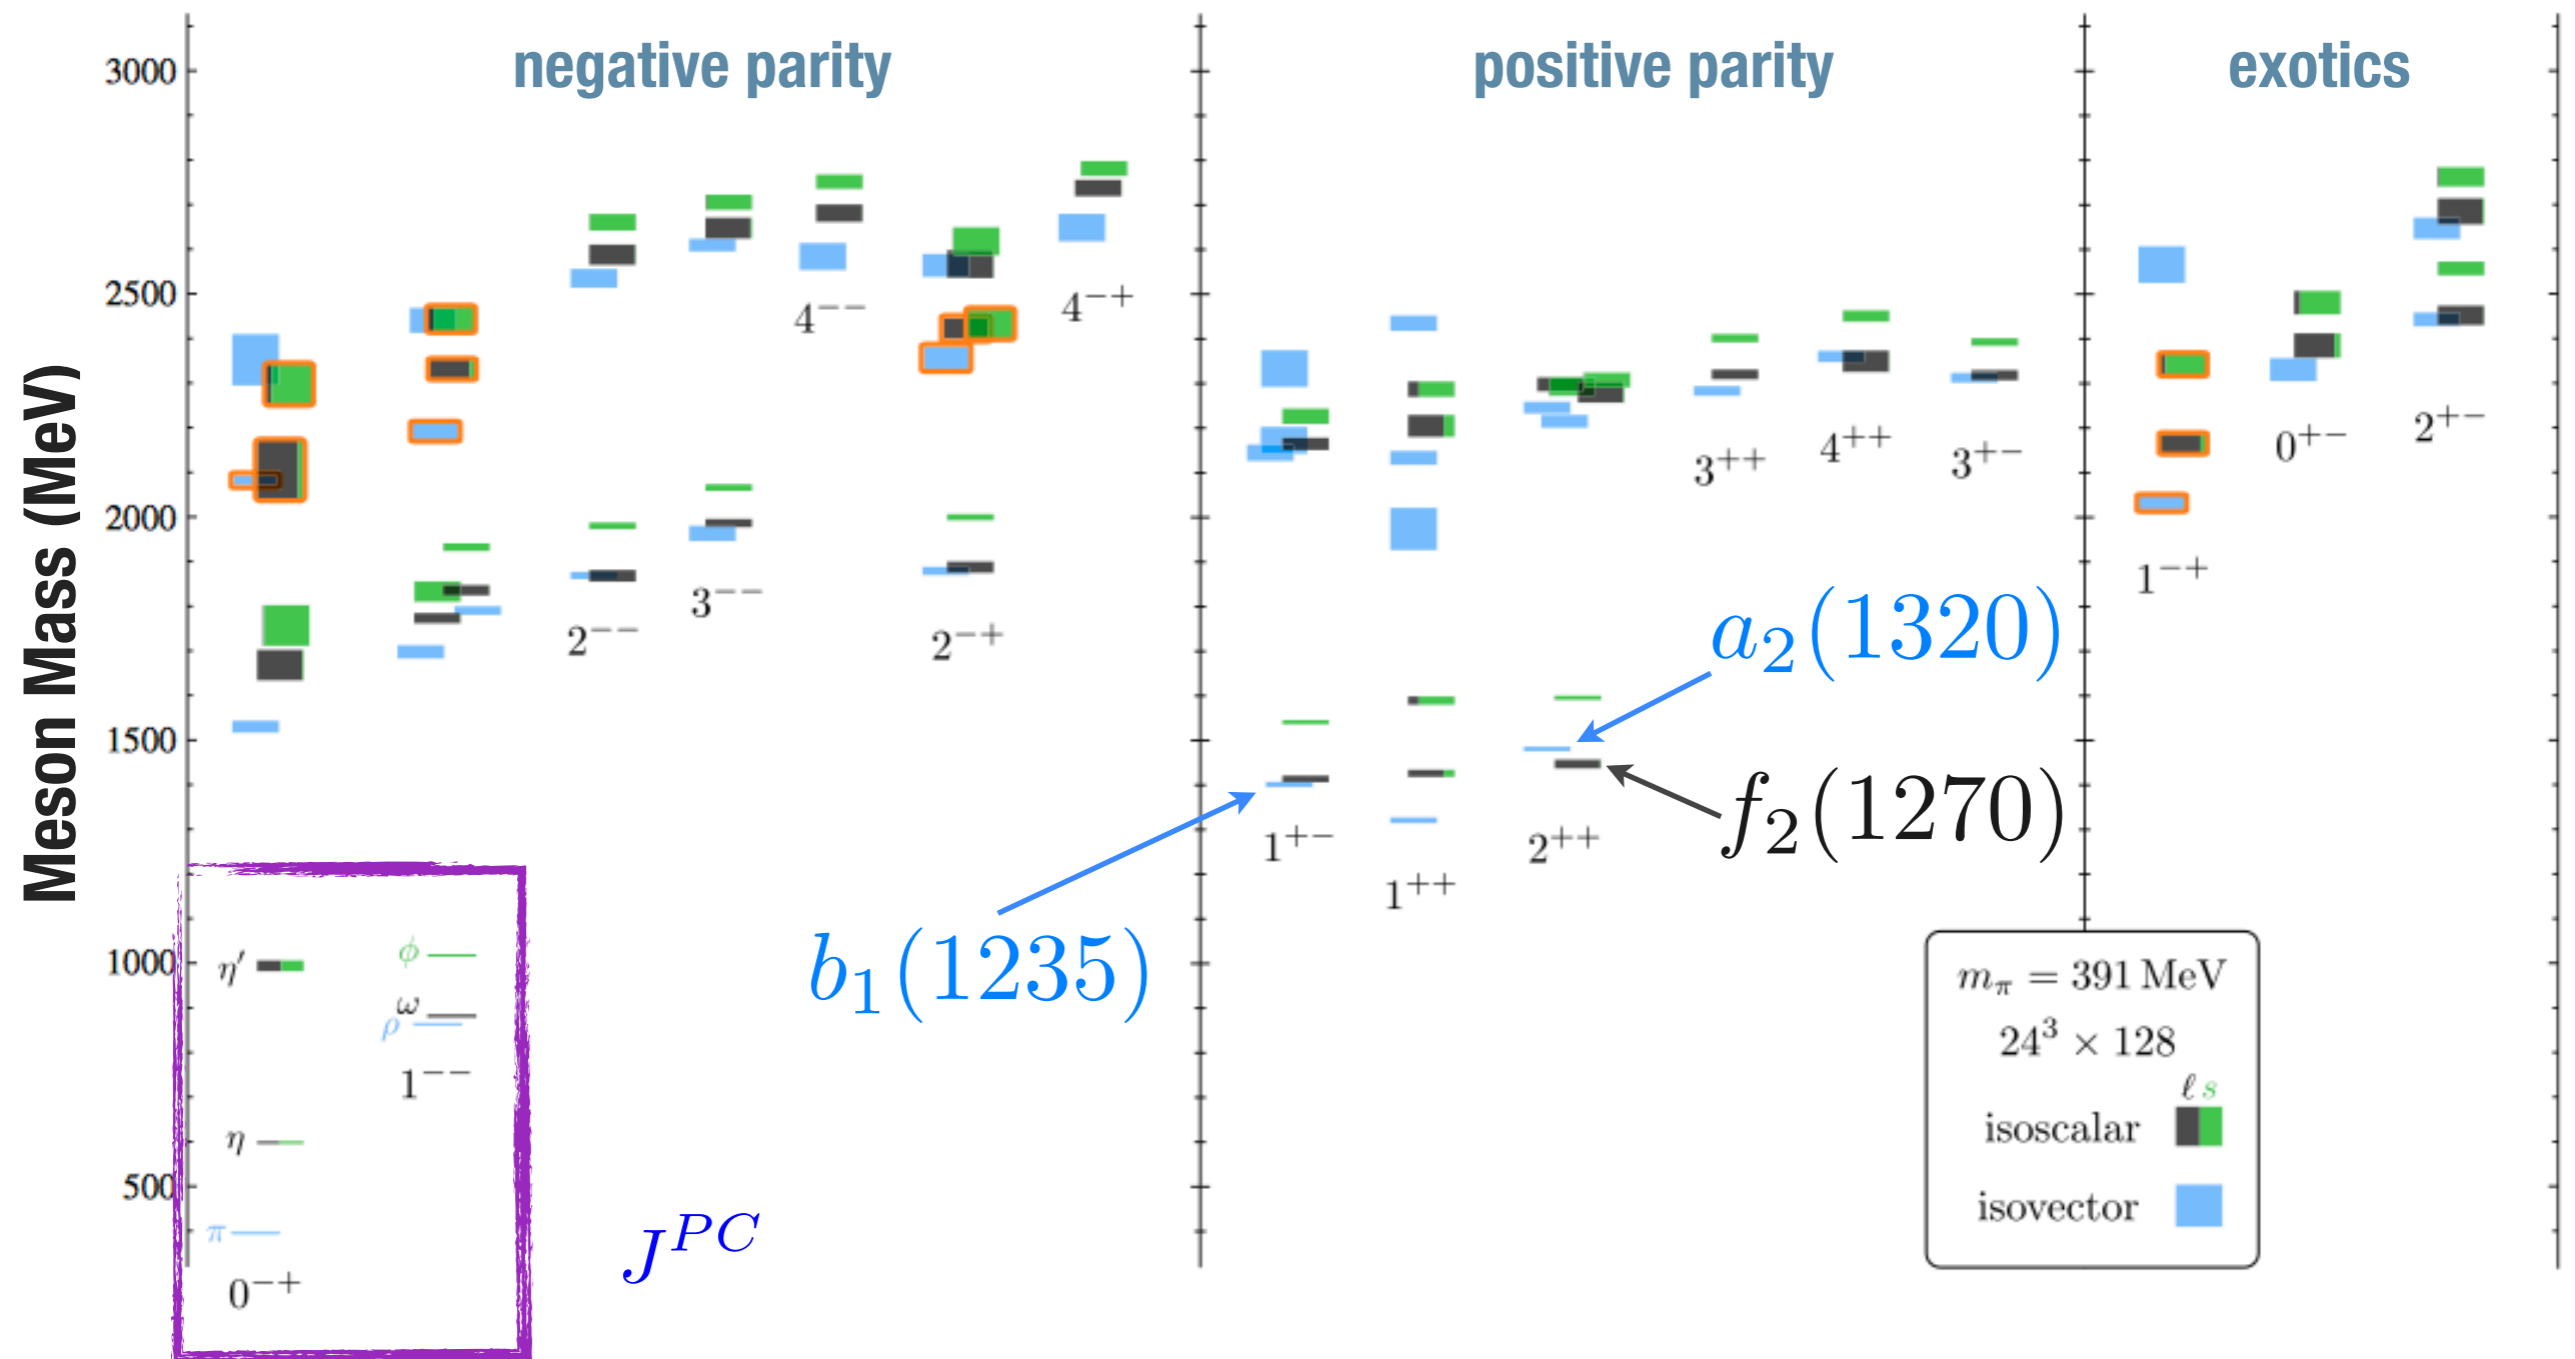 negative parity
positive parity
exotics
Meson Mass (MeV)
3000
2500
2000
1500
1000
500
4⁻⁻
4⁻⁺
2⁻⁻
3⁻⁻
2⁻⁺
3⁺⁺
4⁺⁺
3⁺⁻
0⁺⁻
2⁺⁻
1⁻⁺
a₂(1320)
f₂(1270)
1⁺⁻
1⁺⁺
2⁺⁺
b₁(1235)
η′
ϕ
ω
ρ
1⁻⁻
η
π
0⁻⁺
J^{PC}
m_π = 391 MeV
24³ × 128
ℓ s
isoscalar
isovector